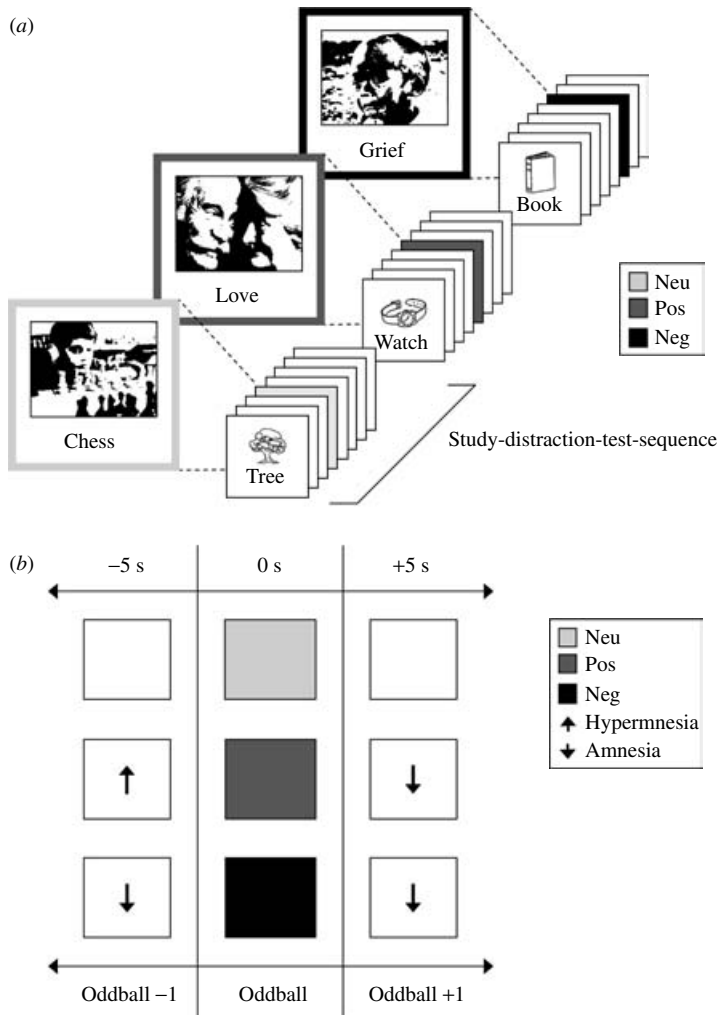 (a)
Grief
Book
Love
Watch
Neu
Pos
Neg
Chess
Tree
Study-distraction-test-sequence
(b)
−5 s 0 s +5 s
Neu
Pos
Neg
Hypermnesia
Amnesia
Oddball −1 Oddball Oddball +1